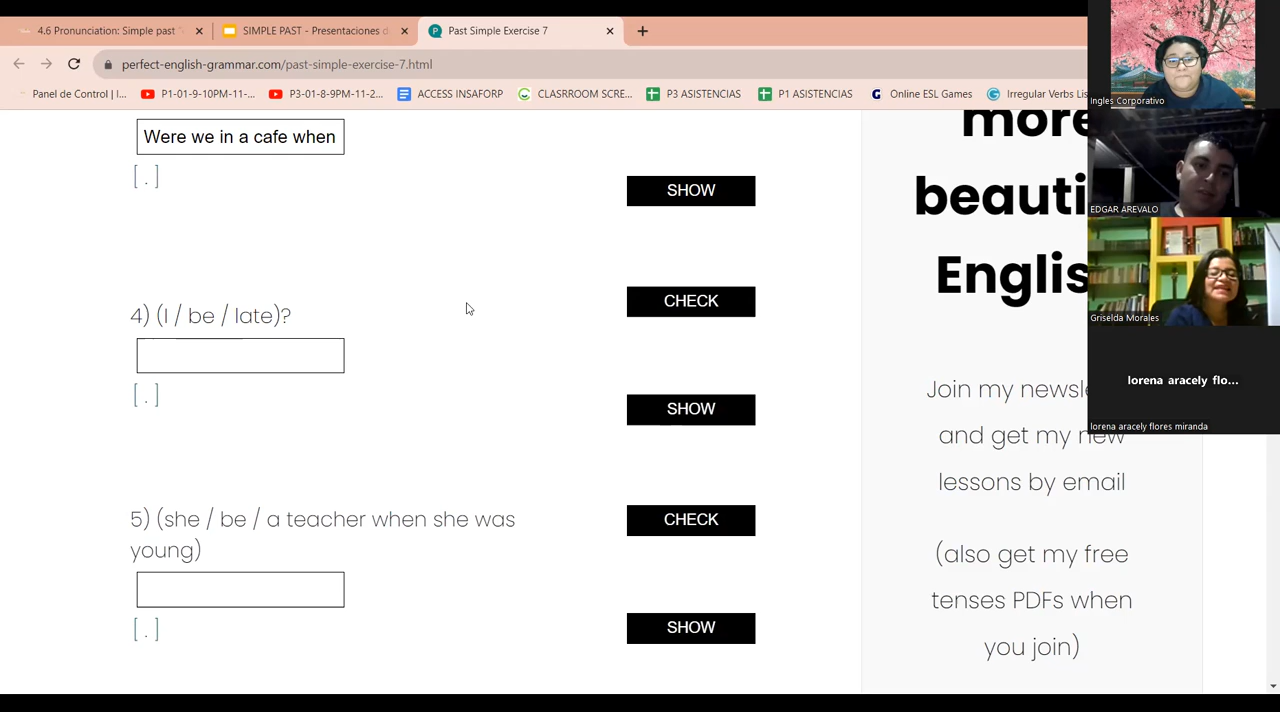 4.6 Pronunciation: Simple past
SIMPLE PAST - Presentaciones d
Past Simple Exercise 7
perfect-english-grammar.com/past-simple-exercise-7.html
Panel de Control | I...
P1-01-9-10PM-11-...
P3-01-8-9PM-11-2...
ACCESS INSAFORP
CLASRROOM SCRE...
P3 ASISTENCIAS
P1 ASISTENCIAS
Online ESL Games
Irregular Verbs Lis
Were we in a cafe when
[ . ]
SHOW
CHECK
4) (I / be / late)?
[ . ]
SHOW
CHECK
5) (she / be / a teacher when she was
young)
[ . ]
SHOW
more
beauti
Englis
Join my newsle
and get my new
lessons by email
(also get my free
tenses PDFs when
you join)
Ingles Corporativo
EDGAR AREVALO
Griselda Morales
lorena aracely flo...
lorena aracely flores miranda